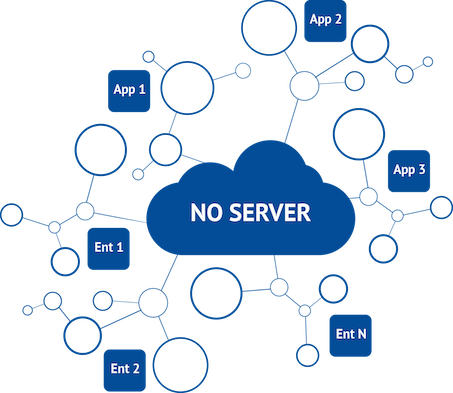 App 2
App 1
App 3
NO SERVER
Ent 1
Ent N
Ent 2